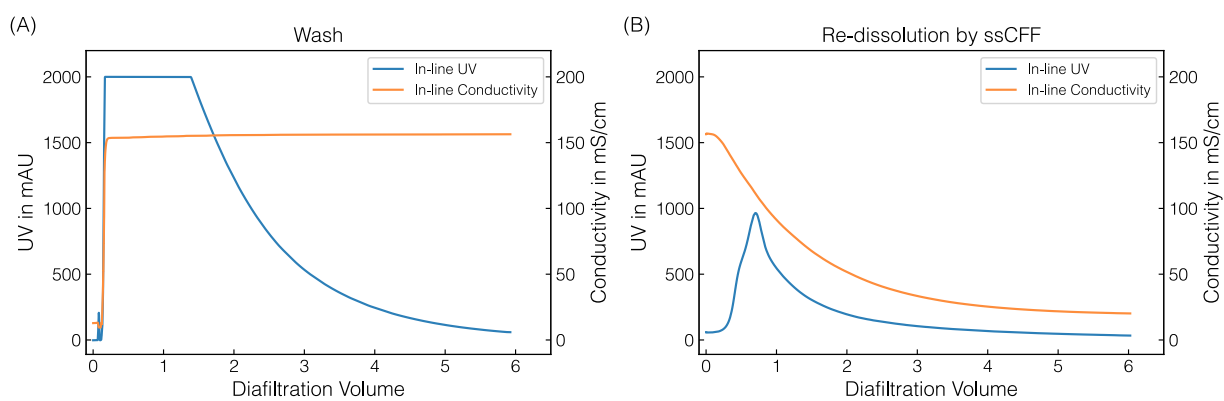 (A)
Wash
In-line UV
In-line Conductivity
UV in mAU
2000
1500
1000
500
0
200
150
100
50
0
Conductivity in mS/cm
0 1 2 3 4 5 6
Diafiltration Volume
(B)
Re-dissolution by ssCFF
In-line UV
In-line Conductivity
UV in mAU
2000
1500
1000
500
0
200
150
100
50
0
Conductivity in mS/cm
0 1 2 3 4 5 6
Diafiltration Volume